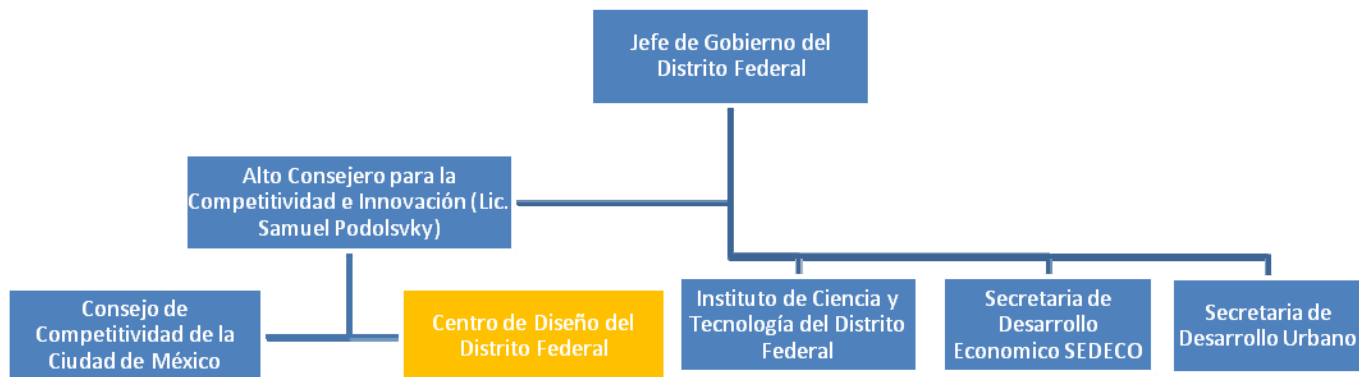 Jefe de Gobierno del
Distrito Federal
Alto Consejero para la
Competitividad e Innovación (Lic.
Samuel Podolsvky)
Consejo de
Competitividad de la
Ciudad de México
Centro de Diseño del
Distrito Federal
Instituto de Ciencia y
Tecnología del Distrito
Federal
Secretaria de
Desarrollo
Economico SEDECO
Secretaria de
Desarrollo Urbano